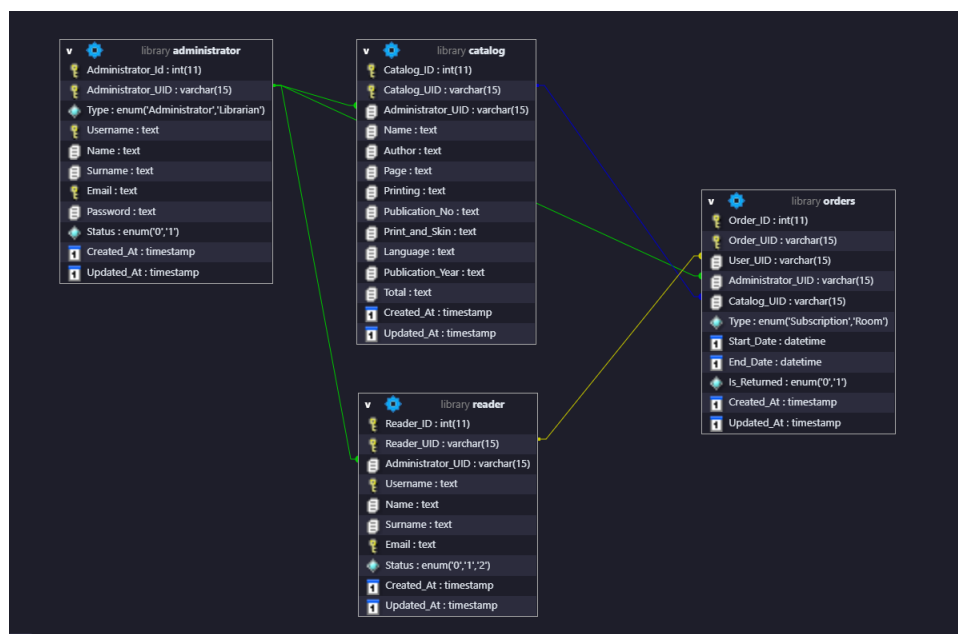 v library administrator
Administrator_Id : int(11)
Administrator_UID : varchar(15)
Type : enum('Administrator','Librarian')
Username : text
Name : text
Surname : text
Email : text
Password : text
Status : enum('0','1')
Created_At : timestamp
Updated_At : timestamp
v library catalog
Catalog_ID : int(11)
Catalog_UID : varchar(15)
Administrator_UID : varchar(15)
Name : text
Author : text
Page : text
Printing : text
Publication_No : text
Print_and_Skin : text
Language : text
Publication_Year : text
Total : text
Created_At : timestamp
Updated_At : timestamp
v library orders
Order_ID : int(11)
Order_UID : varchar(15)
User_UID : varchar(15)
Administrator_UID : varchar(15)
Catalog_UID : varchar(15)
Type : enum('Subscription','Room')
Start_Date : datetime
End_Date : datetime
Is_Returned : enum('0','1')
Created_At : timestamp
Updated_At : timestamp
v library reader
Reader_ID : int(11)
Reader_UID : varchar(15)
Administrator_UID : varchar(15)
Username : text
Name : text
Surname : text
Email : text
Status : enum('0','1','2')
Created_At : timestamp
Updated_At : timestamp